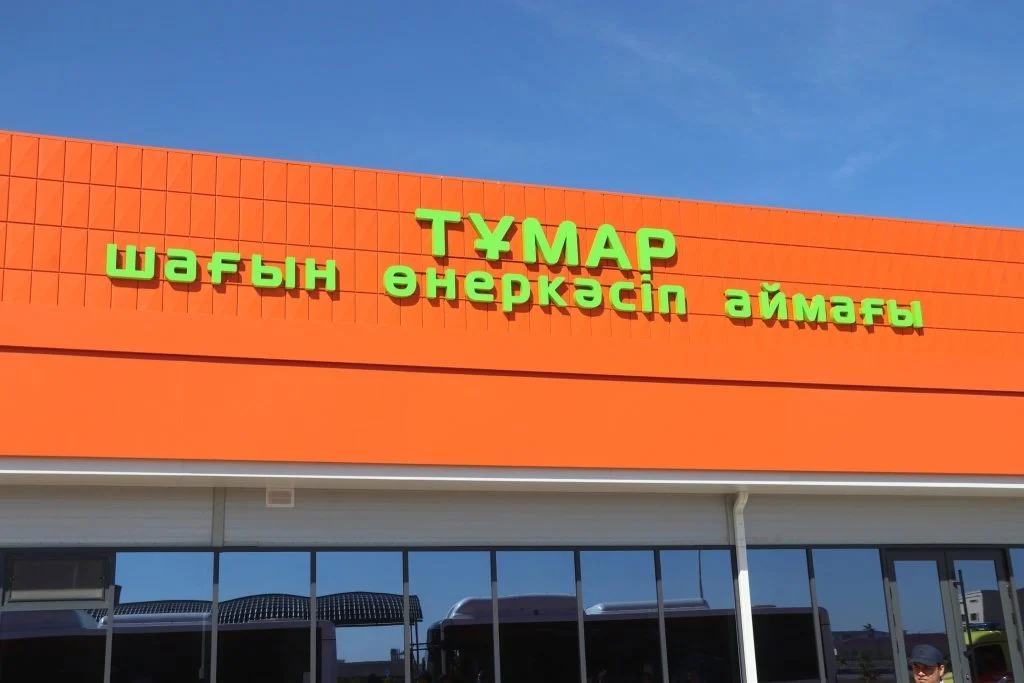 ТҰМАР
шағын өнеркәсіп аймағы